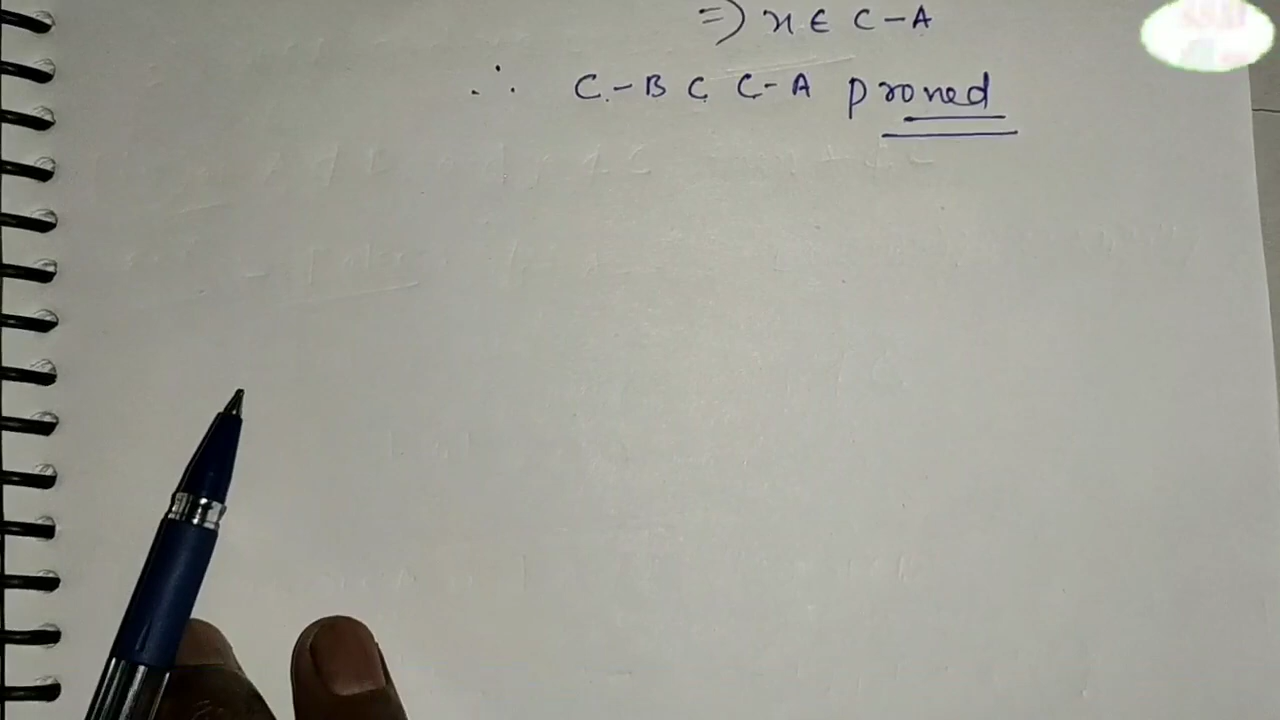 ⇒ x ∈ C-A
∴ C-B ⊂ C-A proved